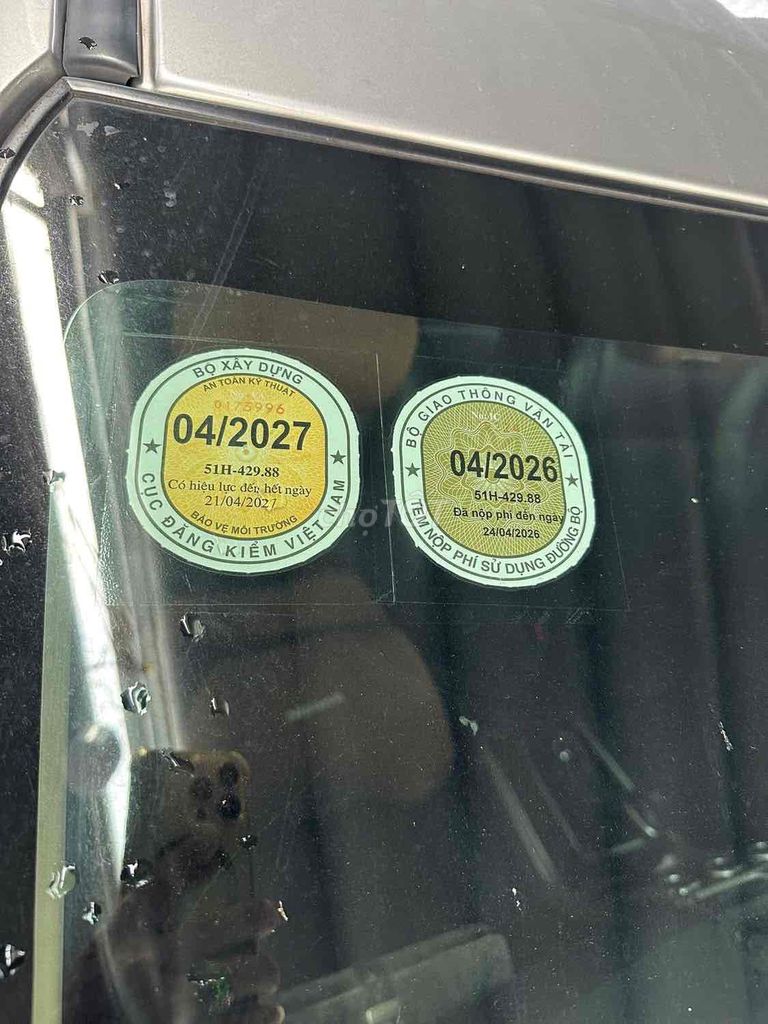 BỘ XÂY DỰNG
AN TOÀN KỸ THUẬT
04/2027
51H-429.88
Có hiệu lực đến hết ngày
21/04/2027
BẢO VỆ MÔI TRƯỜNG
CỤC ĐĂNG KIỂM VIỆT NAM
BỘ GIAO THÔNG VẬN TẢI
04/2026
51H-429.88
Đã nộp phí đến ngày
24/04/2026
TEM NỘP PHÍ SỬ DỤNG ĐƯỜNG BỘ